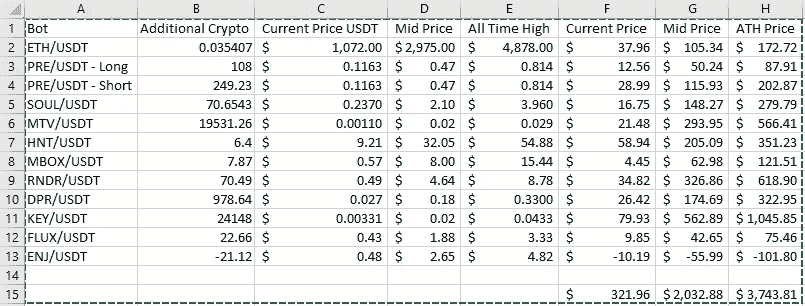 A B C D E F G H
1 Bot Additional Crypto Current Price USDT Mid Price All Time High Current Price Mid Price ATH Price
2 ETH/USDT 0.035407 $ 1,072.00 $ 2,975.00 $ 4,878.00 $ 37.96 $ 105.34 $ 172.72
3 PRE/USDT - Long 108 $ 0.1163 $ 0.47 $ 0.814 $ 12.56 $ 50.24 $ 87.91
4 PRE/USDT - Short 249.23 $ 0.1163 $ 0.47 $ 0.814 $ 28.99 $ 115.93 $ 202.87
5 SOUL/USDT 70.6543 $ 0.2370 $ 2.10 $ 3.960 $ 16.75 $ 148.27 $ 279.79
6 MTV/USDT 19531.26 $ 0.00110 $ 0.02 $ 0.029 $ 21.48 $ 293.95 $ 566.41
7 HNT/USDT 6.4 $ 9.21 $ 32.05 $ 54.88 $ 58.94 $ 205.09 $ 351.23
8 MBOX/USDT 7.87 $ 0.57 $ 8.00 $ 15.44 $ 4.45 $ 62.98 $ 121.51
9 RNDR/USDT 70.49 $ 0.49 $ 4.64 $ 8.78 $ 34.82 $ 326.86 $ 618.90
10 DPR/USDT 978.64 $ 0.027 $ 0.18 $ 0.3300 $ 26.42 $ 174.69 $ 322.95
11 KEY/USDT 24148 $ 0.00331 $ 0.02 $ 0.0433 $ 79.93 $ 562.89 $ 1,045.85
12 FLUX/USDT 22.66 $ 0.43 $ 1.88 $ 3.33 $ 9.85 $ 42.65 $ 75.46
13 ENJ/USDT -21.12 $ 0.48 $ 2.65 $ 4.82 $ -10.19 $ -55.99 $ -101.80
14
15 $ 321.96 $ 2,032.88 $ 3,743.81